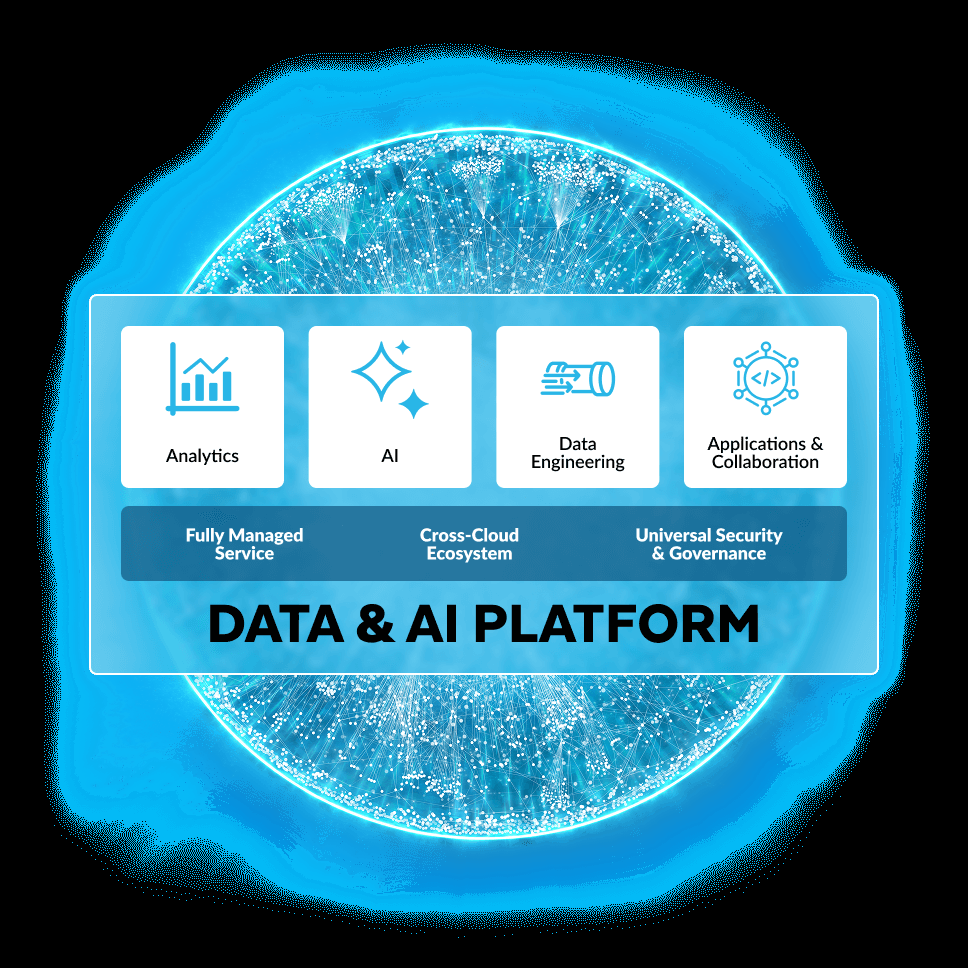 Analytics
AI
Data
Engineering
Applications &
Collaboration
</>
Fully Managed
Service
Cross-Cloud
Ecosystem
Universal Security
& Governance
DATA & AI PLATFORM